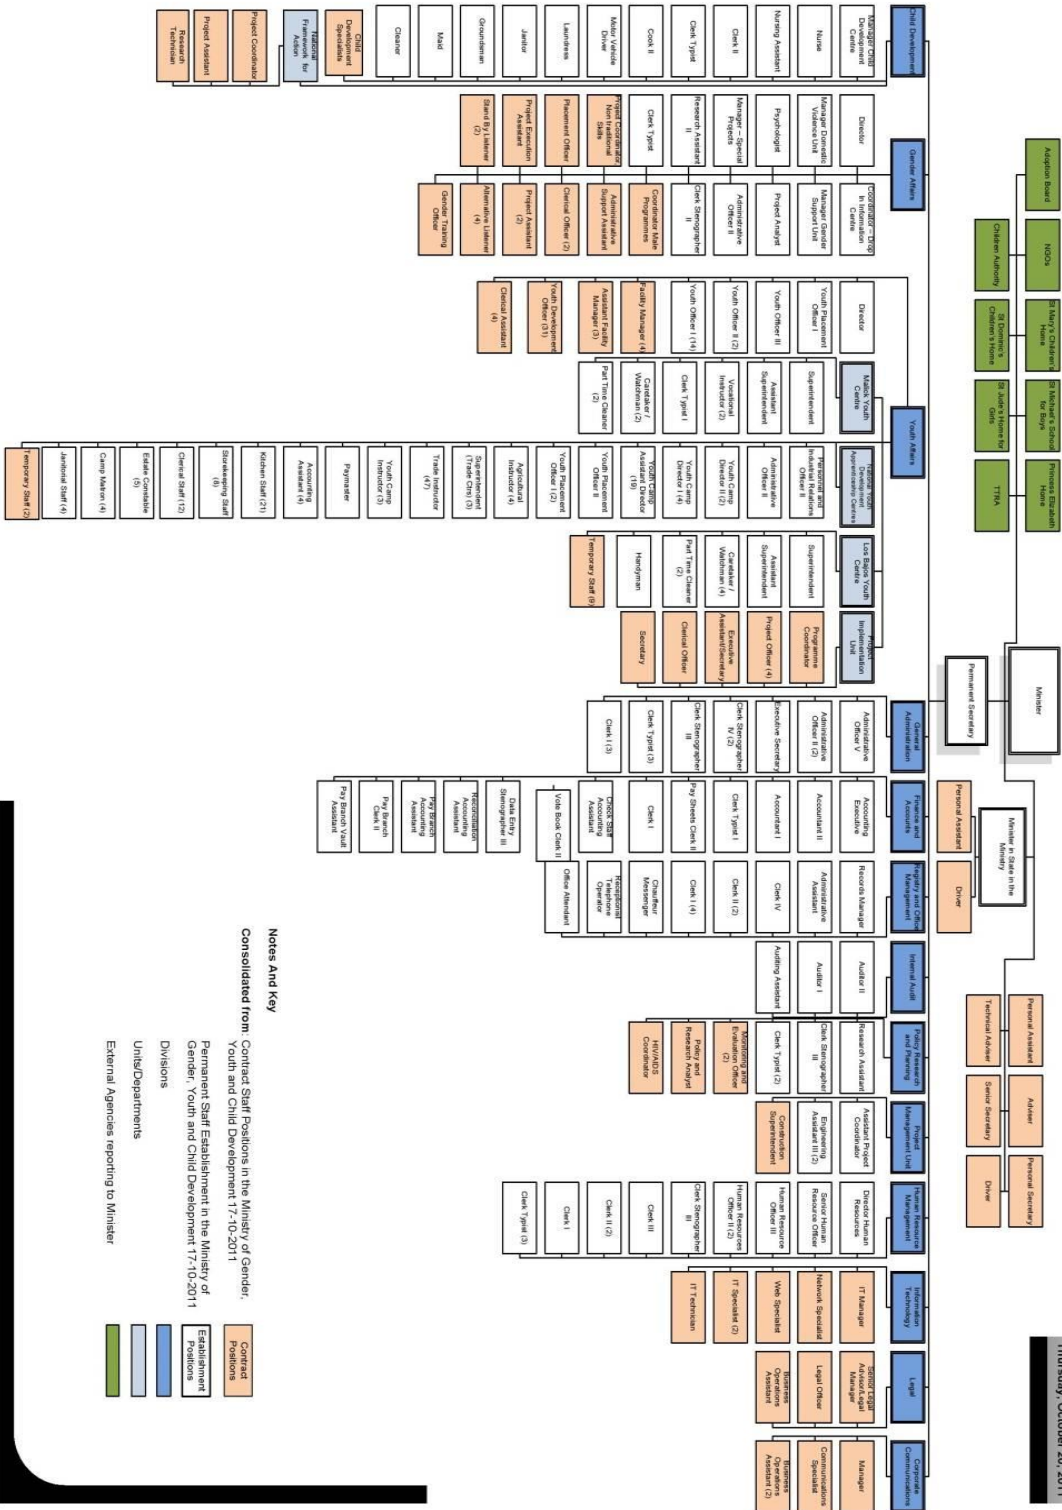 Thursday, October 20, 2011
Adoption Board
NGOs
St Mary's Children's
Home
St Michael's School
for Boys
Princess Elizabeth
Home
Children Authority
St Dominic's
Children's Home
St Jude's Home for
Girls
TTRA
Minister
Permanent Secretary
Minister in State in the
Ministry
Personal Assistant
Driver
Personal Assistant
Adviser
Personal Secretary
Technical Adviser
Senior Secretary
Driver
Child Development
Manager Child
Development
Centre
Nurse
Nursing Assistant
Clerk II
Clerk Typist
Cook II
Motor Vehicle
Driver
Laundress
Janitor
Groundsman
Maid
Cleaner
Child
Development
Specialists
National
Framework for
Action
Project Coordinator
Project Assistant
Research
Technician
Gender Affairs
Director
Manager Domestic
Violence Unit
Psychologist
Manager – Special
Projects
Research Assistant
II
Clerk Typist
Project Coordinator
Non traditional
Skills
Placement Officer
Project Execution
Assistant
Stand By Listener
(2)
Coordinator – Drop
In Information
Centre
Manager Gender
Support Unit
Project Analyst
Administrative
Officer II
Clerk Stenographer
II
Coordinator Male
Programmes
Administrative
Support Assistant
Clerical Officer (2)
Project Assistant
(2)
Alternative Listener
(4)
Gender Training
Officer
Youth Affairs
Director
Youth Placement
Officer I
Youth Officer III
Youth Officer II (2)
Youth Officer I (14)
Facility Manager (4)
Assistant Facility
Manager (3)
Youth Development
Officer (31)
Clerical Assistant
(4)
Malick Youth
Centre
Superintendent
Assistant
Superintendent
Vocational
Instructor (2)
Clerk Typist I
Caretaker /
Watchman (2)
Part Time Cleaner
(2)
National Youth
Development
Apprenticeship Centres
Personnel and
Industrial Relations
Officer II
Administrative
Officer II
Youth Camp
Director II (2)
Youth Camp
Director I (4)
Youth Camp
Assistant Director
(19)
Youth Placement
Officer II
Youth Placement
Officer I (2)
Agricultural
Instructor (4)
Superintendent
(Trade Ctrs) (3)
Trade Instructor
(47)
Youth Camp
Instructor (3)
Paymaster
Accounting
Assistant (4)
Kitchen Staff (21)
Storekeeping Staff
(8)
Clerical Staff (12)
Estate Constable
(5)
Camp Matron (4)
Janitorial Staff (4)
Temporary Staff (2)
Los Bajos Youth
Centre
Superintendent
Assistant
Superintendent
Caretaker /
Watchman (4)
Part Time Cleaner
(2)
Handyman
Temporary Staff (9)
Project
Implementation
Unit
Programme
Coordinator
Project Officer (4)
Executive
Assistant/Secretary
Clerical Officer
Secretary
General
Administration
Administrative
Officer V
Administrative
Officer II (2)
Executive Secretary
Clerk Stenographer
IV (2)
Clerk Stenographer
III
Clerk Typist (3)
Clerk I (3)
Finance and
Accounts
Accounting
Executive
Accountant II
Accountant I
Clerk Typist I
Pay Sheets Clerk II
Clerk I
Check Staff
Accounting
Assistant
Vote Book Clerk II
Data Entry
Stenographer III
Reconciliation
Accounting
Assistant
Pay Branch
Accounting
Assistant
Pay Branch
Clerk II
Pay Branch Vault
Assistant
Registry and Office
Management
Records Manager
Administrative
Assistant
Clerk IV
Clerk II (2)
Clerk I (4)
Chauffeur
Messenger
Receptionist
Telephone
Operator
Office Attendant
Internal Audit
Auditor II
Auditor I
Auditing Assistant
Policy Research
and Planning
Research Assistant
Clerk Stenographer
III
Clerk Typist (2)
Monitoring and
Evaluation Officer
(2)
Policy and
Research Analyst
HIV/AIDS
Coordinator
Project
Management Unit
Assistant Project
Coordinator
Engineering
Assistant III (2)
Construction
Superintendent
Human Resource
Management
Director Human
Resources
Senior Human
Resource Officer
Human Resource
Officer III
Human Resources
Officer II (2)
Clerk Stenographer
III
Clerk III
Clerk II (2)
Clerk I
Clerk Typist (3)
Information
Technology
IT Manager
Network Specialist
Web Specialist
IT Specialist (2)
IT Technician
Legal
Senior Legal
Advisor/Legal
Manager
Legal Officer
Business
Operations
Assistant
Corporate
Communications
Manager
Communications
Specialist
Business
Operations
Assistant (2)
Notes And Key
Consolidated from: Contract Staff Positions in the Ministry of Gender,
Youth and Child Development 17-10-2011
Permanent Staff Establishment in the Ministry of
Gender, Youth and Child Development 17-10-2011
Divisions
Units/Departments
External Agencies reporting to Minister
Contract
Positions
Establishment
Positions